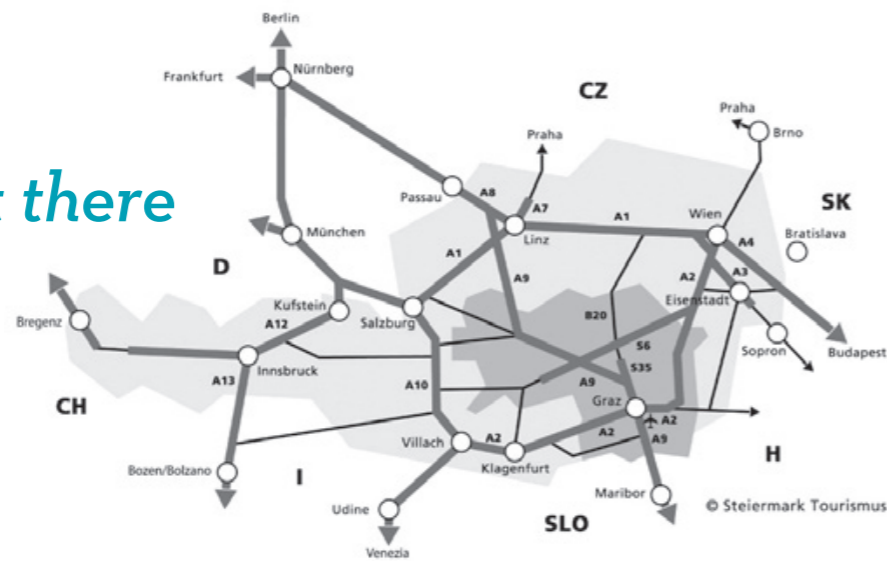 Berlin
Nürnberg
Frankfurt
CZ
Praha
Brno
Praha
there
Passau
A8
A7
A1
Wien
SK
Linz
Bratislava
München
A4
D
A1
A9
A2
A3
Eisenstadt
Kufstein
Salzburg
B20
Bregenz
A12
Sopron
Budapest
S6
Innsbruck
S35
A13
A10
A9
CH
Graz
A2
A2
A2
A9
Villach
Klagenfurt
H
Bozen/Bolzano
I
Maribor
© Steiermark Tourismus
Udine
SLO
Venezia